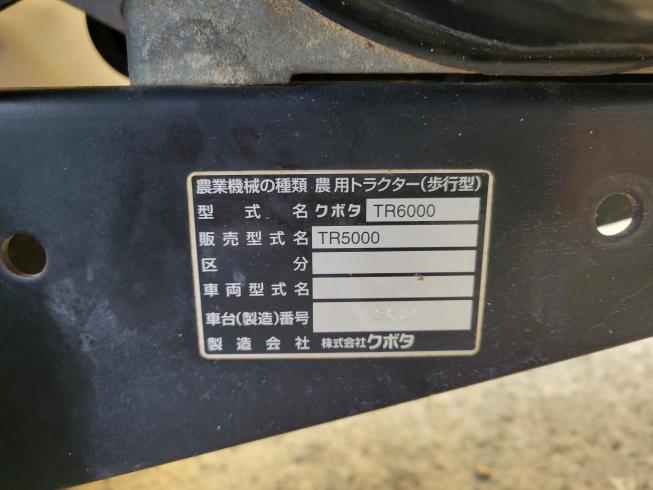 農業機械の種類 農用トラクター(歩行型)
型式名 クボタ TR6000
販売型式名 TR5000
区分
車両型式名
車台(製造)番号
製造会社 株式会社クボタ